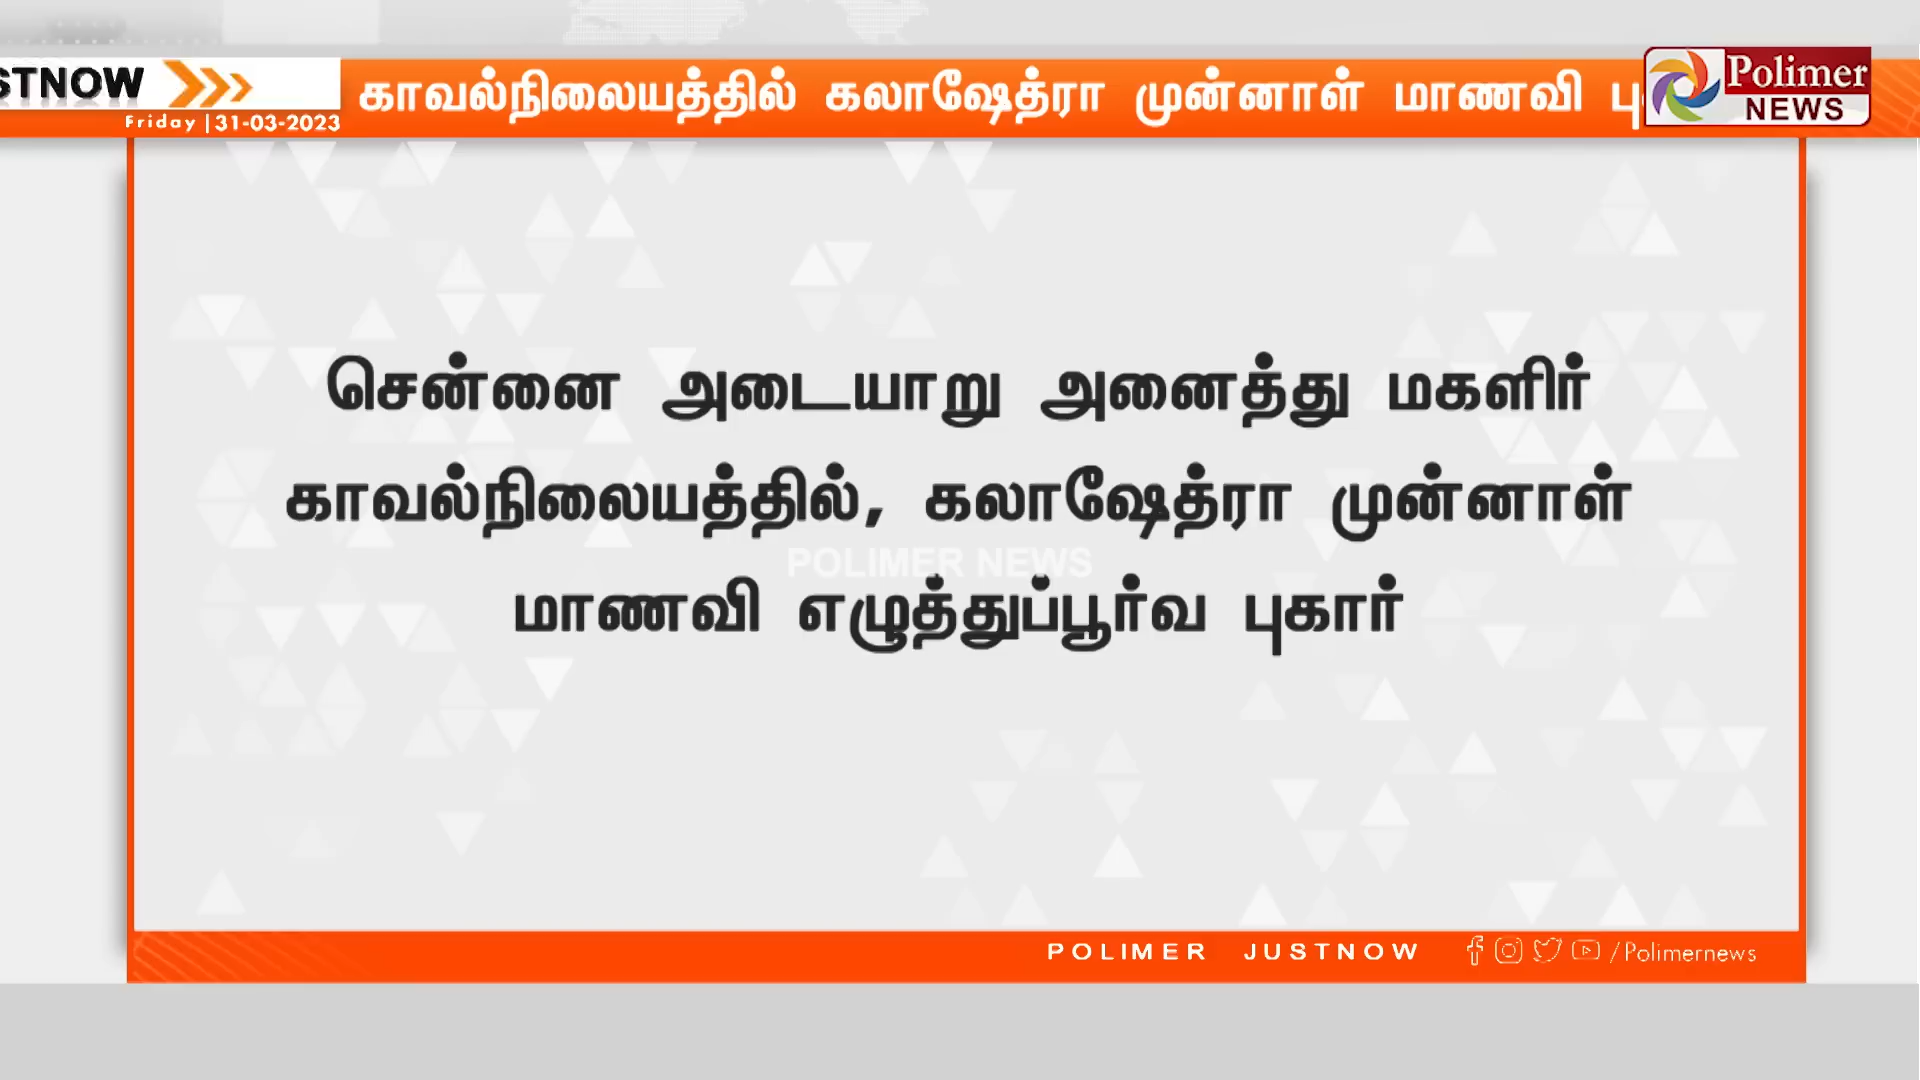 STNOW
Friday | 31-03-2023
காவல்நிலையத்தில் கலாஷேத்ரா முன்னாள் மாணவி
Polimer
NEWS
சென்னை அடையாறு அனைத்து மகளிர்
காவல்நிலையத்தில், கலாஷேத்ரா முன்னாள்
POLIMER NEWS
மாணவி எழுத்துப்பூர்வ புகார்
POLIMER JUSTNOW
/Polimernews